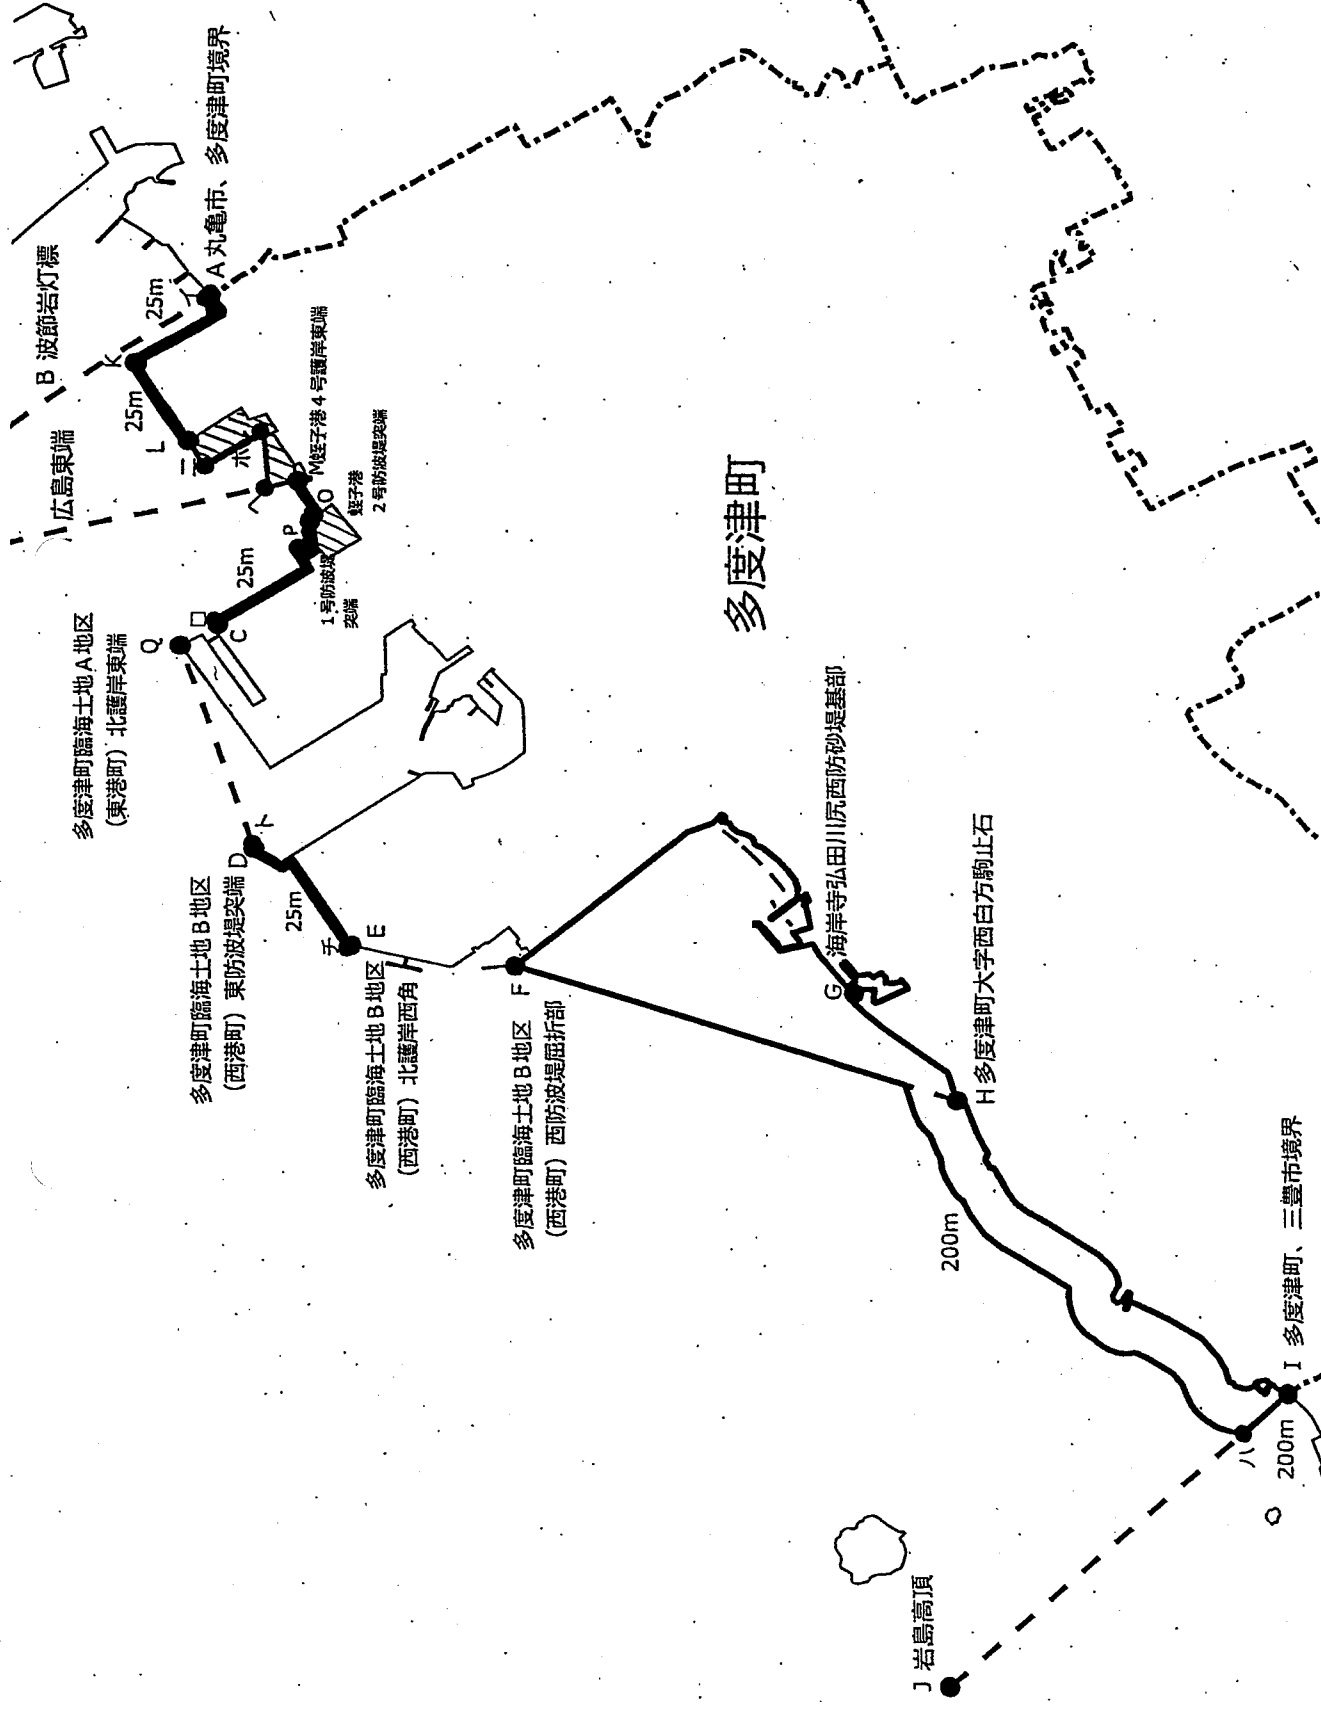 A 丸亀市、多度津町境界
B 波節岩灯標
25m
イ
K
25m
L
広島東端
N
ニ
ホ
M蛭子港4号護岸東端
ヘ
O
蛭子港
2号防波堤突端
P
1号防波堤
突端
25m
ロ
C
Q
多度津町臨海土地A地区
(東港町)北護岸東端
多度津町
D
ト
多度津町臨海土地B地区
(西港町)東防波堤突端
25m
チ
E
多度津町臨海土地B地区
(西港町)北護岸西角
F
多度津町臨海土地B地区
(西港町)西防波堤屈折部
G
海岸寺弘田川尻西防砂堤基部
H多度津町大字西白方駒止石
200m
I 多度津町、三豊市境界
ハ
200m
J 岩島高頂